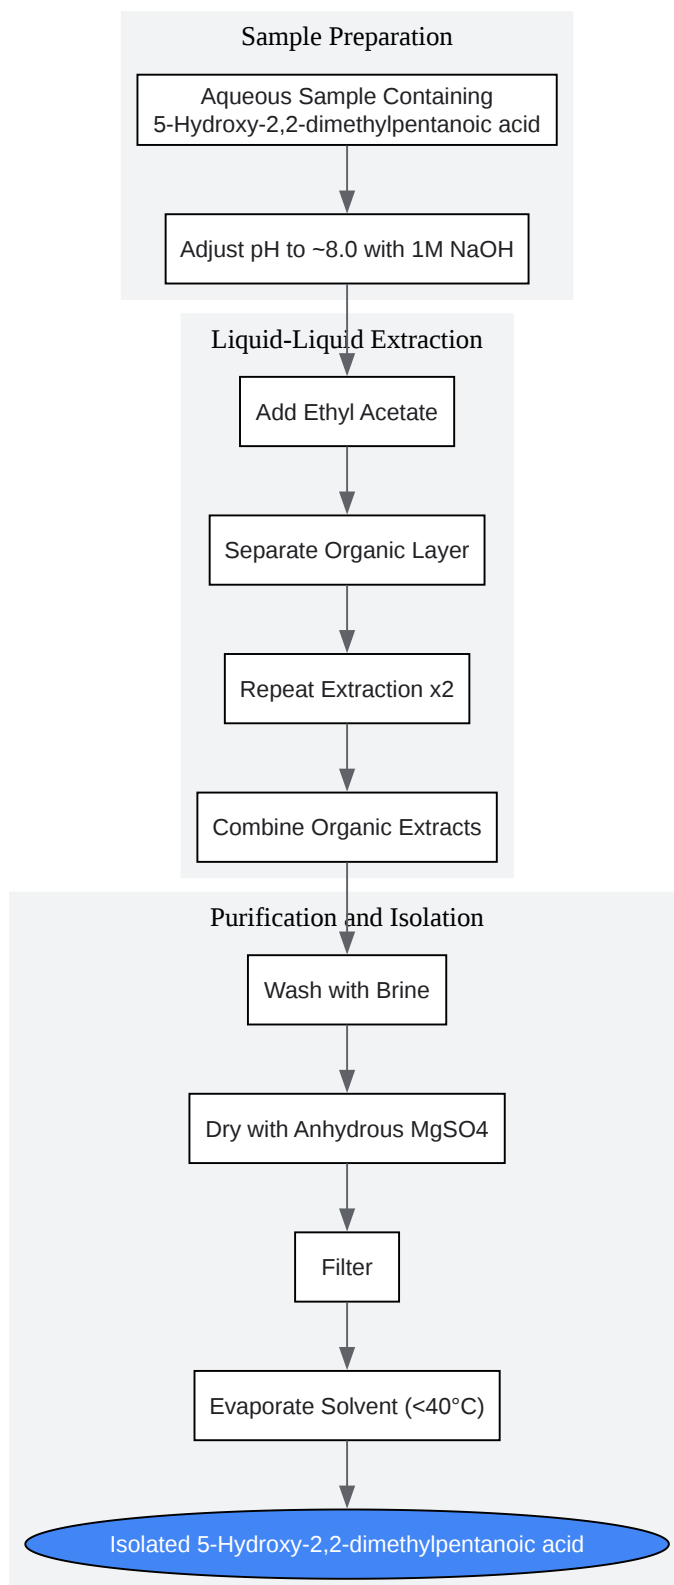 Sample Preparation
Aqueous Sample Containing
5-Hydroxy-2,2-dimethylpentanoic acid
Adjust pH to ~8.0 with 1M NaOH
Liquid-Liquid Extraction
Add Ethyl Acetate
Separate Organic Layer
Repeat Extraction x2
Combine Organic Extracts
Purification and Isolation
Wash with Brine
Dry with Anhydrous MgSO4
Filter
Evaporate Solvent (<40°C)
Isolated 5-Hydroxy-2,2-dimethylpentanoic acid